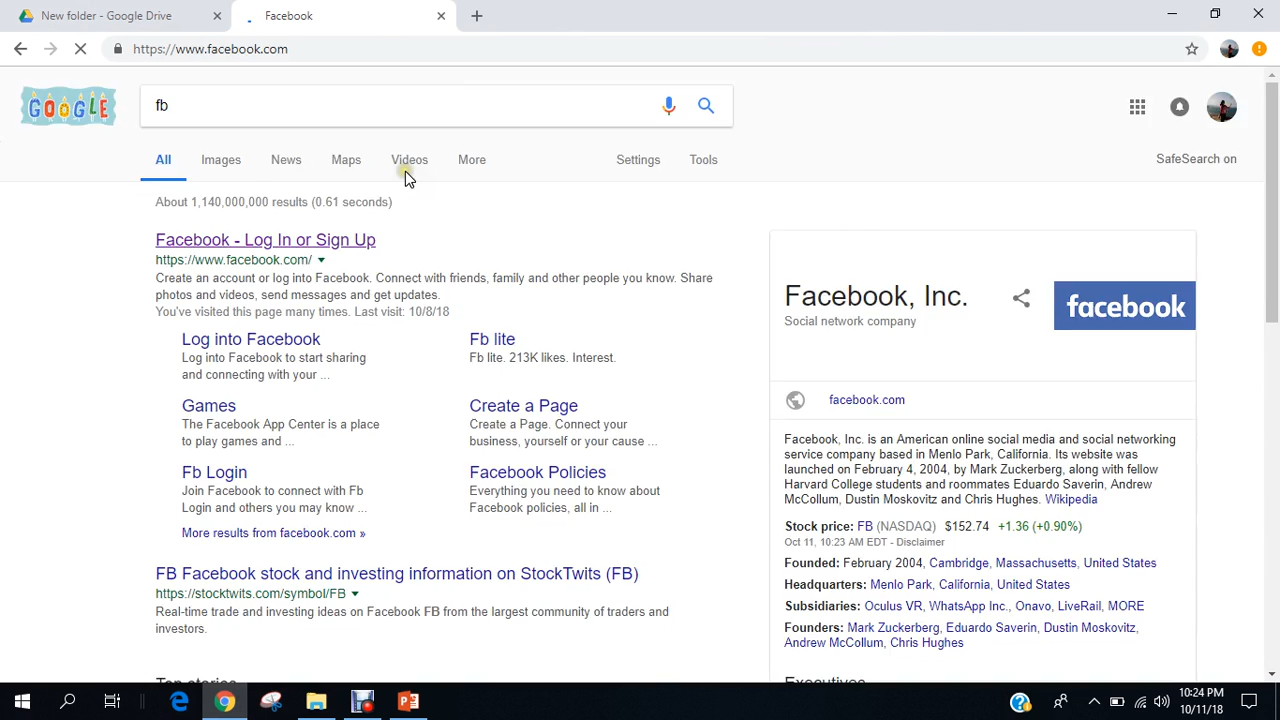 New folder - Google Drive
Facebook
https://www.facebook.com
GOOGLE
fb
All Images News Maps Videos More Settings Tools
SafeSearch on
About 1,140,000,000 results (0.61 seconds)
Facebook - Log In or Sign Up
https://www.facebook.com/
Create an account or log into Facebook. Connect with friends, family and other people you know. Share
photos and videos, send messages and get updates.
You've visited this page many times. Last visit: 10/8/18
Log into Facebook
Log into Facebook to start sharing
and connecting with your ...
Fb lite
Fb lite. 213K likes. Interest.
Games
The Facebook App Center is a place
to play games and ...
Create a Page
Create a Page. Connect your
business, yourself or your cause ...
Fb Login
Join Facebook to connect with Fb
Login and others you may know ...
Facebook Policies
Everything you need to know about
Facebook policies, all in ...
More results from facebook.com »
FB Facebook stock and investing information on StockTwits (FB)
https://stocktwits.com/symbol/FB
Real-time trade and investing ideas on Facebook FB from the largest community of traders and
investors.
Top stories
Facebook, Inc.
Social network company
facebook
facebook.com
Facebook, Inc. is an American online social media and social networking
service company based in Menlo Park, California. Its website was
launched on February 4, 2004, by Mark Zuckerberg, along with fellow
Harvard College students and roommates Eduardo Saverin, Andrew
McCollum, Dustin Moskovitz and Chris Hughes. Wikipedia
Stock price: FB (NASDAQ) $152.74 +1.36 (+0.90%)
Oct 11, 10:23 AM EDT - Disclaimer
Founded: February 2004, Cambridge, Massachusetts, United States
Headquarters: Menlo Park, California, United States
Subsidiaries: Oculus VR, WhatsApp Inc., Onavo, LiveRail, MORE
Founders: Mark Zuckerberg, Eduardo Saverin, Dustin Moskovitz,
Andrew McCollum, Chris Hughes
Executives
10:24 PM
10/11/18